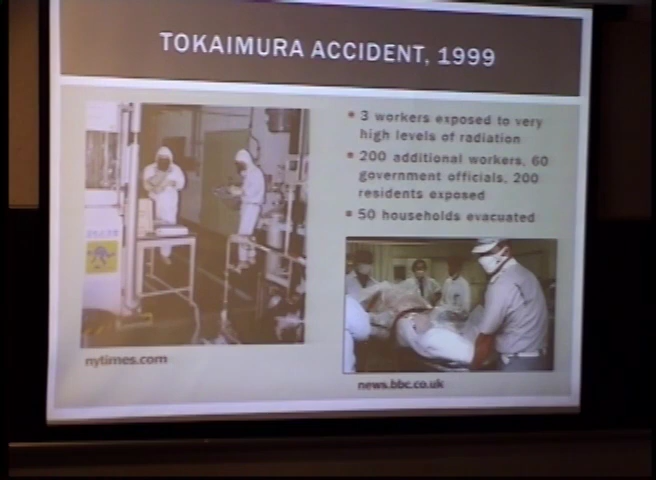 TOKAIMURA ACCIDENT, 1999
3 workers exposed to very
high levels of radiation
200 additional workers, 60
government officials, 200
residents exposed
50 households evacuated
nytimes.com
news.bbc.co.uk